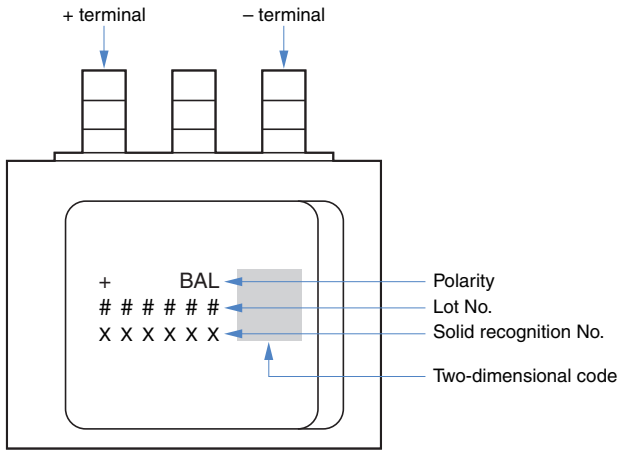 + terminal
– terminal
+ BAL
# # # # # #
X X X X X X
Polarity
Lot No.
Solid recognition No.
Two-dimensional code